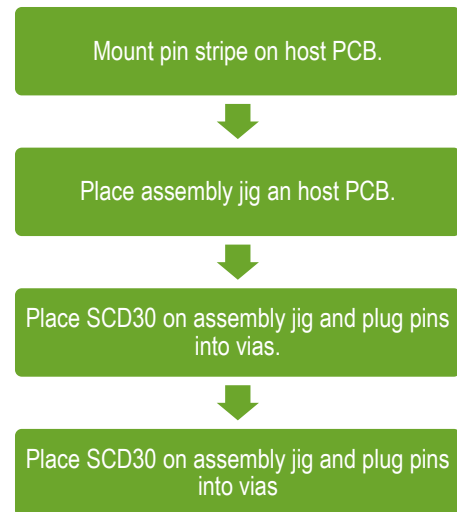 Mount pin stripe on host PCB.
Place assembly jig an host PCB.
Place SCD30 on assembly jig and plug pins
into vias.
Place SCD30 on assembly jig and plug pins
into vias